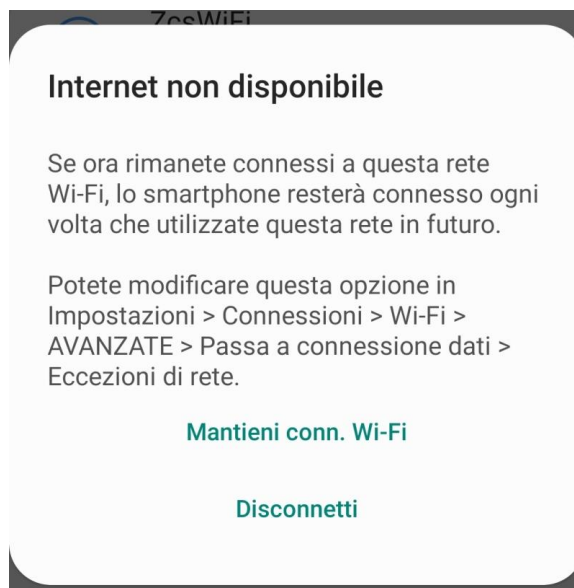 ZcsWiFi
Internet non disponibile
Se ora rimanete connessi a questa rete
Wi-Fi, lo smartphone resterà connesso ogni
volta che utilizzate questa rete in futuro.
Potete modificare questa opzione in
Impostazioni > Connessioni > Wi-Fi >
AVANZATE > Passa a connessione dati >
Eccezioni di rete.
Mantieni conn. Wi-Fi
Disconnetti